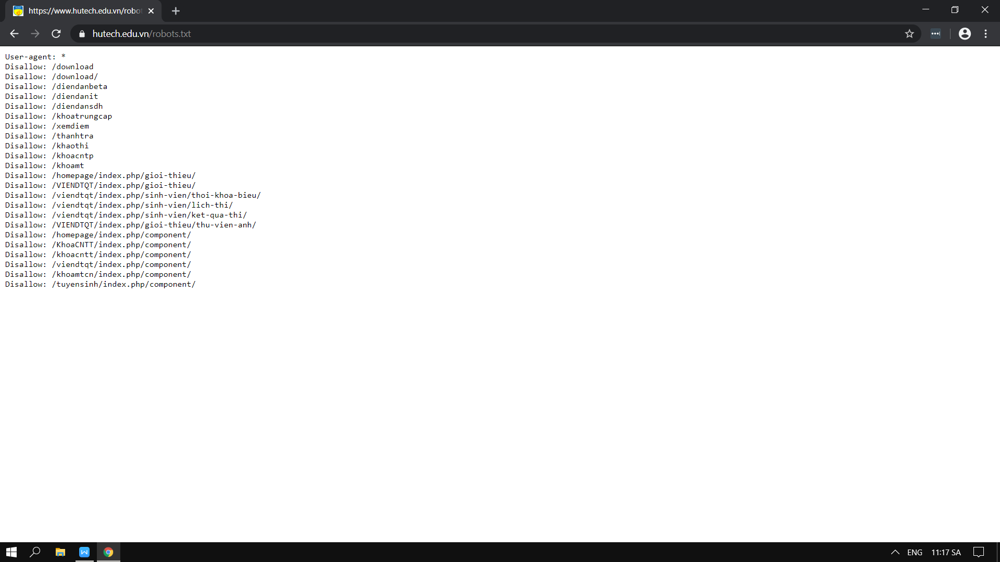 https://www.hutech.edu.vn/robot
hutech.edu.vn/robots.txt
User-agent: *
Disallow: /download
Disallow: /download/
Disallow: /diendanbeta
Disallow: /diendanit
Disallow: /diendansdh
Disallow: /khoatrungcap
Disallow: /xemdiem
Disallow: /thanhtra
Disallow: /khaothi
Disallow: /khoacntp
Disallow: /khoamt
Disallow: /homepage/index.php/gioi-thieu/
Disallow: /VIENDTQT/index.php/gioi-thieu/
Disallow: /viendtqt/index.php/sinh-vien/thoi-khoa-bieu/
Disallow: /viendtqt/index.php/sinh-vien/lich-thi/
Disallow: /viendtqt/index.php/sinh-vien/ket-qua-thi/
Disallow: /VIENDTQT/index.php/gioi-thieu/thu-vien-anh/
Disallow: /homepage/index.php/component/
Disallow: /KhoaCNTT/index.php/component/
Disallow: /khoacntt/index.php/component/
Disallow: /viendtqt/index.php/component/
Disallow: /khoamtcn/index.php/component/
Disallow: /tuyensinh/index.php/component/
ENG 11:17 SA